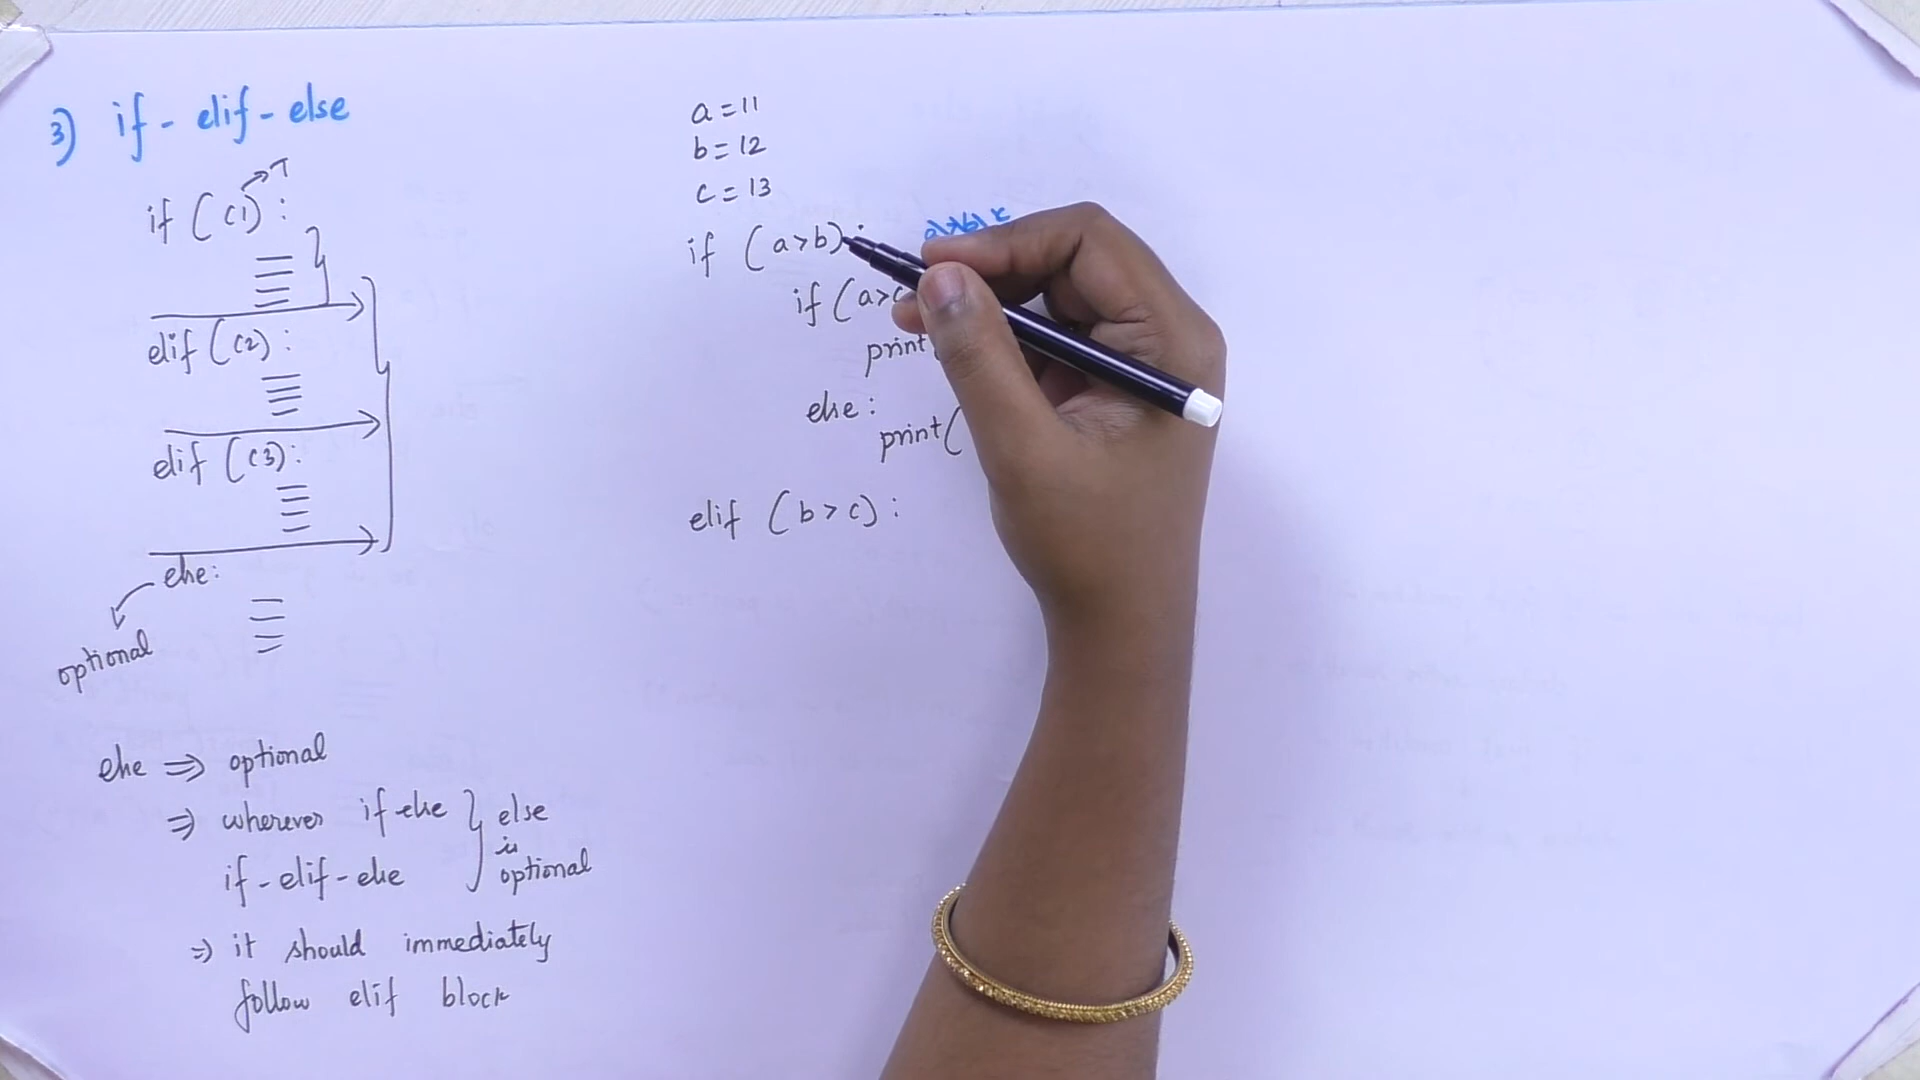 3) if - elif - else
T
if (c1) :
elif (c2) :
elif (c3) :
else :
optional
else ⇒ optional
⇒ wherever if else } else
is
if - elif - else optional
⇒ it should immediately
follow elif block
a = 11
b = 12
c = 13
if (a>b) :
if (a>c
print
else :
print(
elif (b > c) :